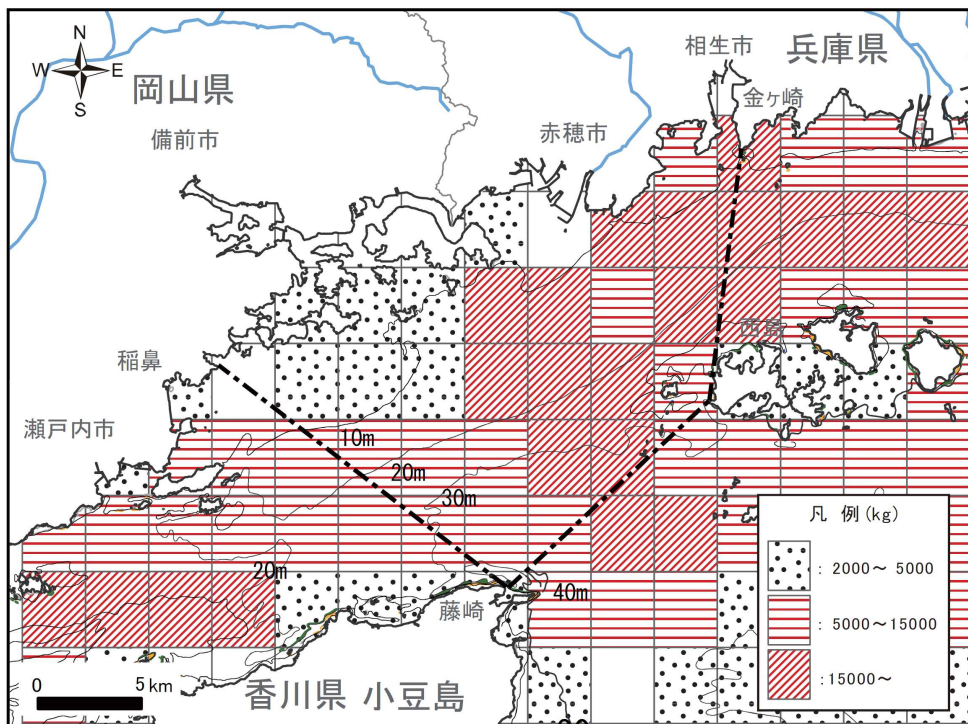 N
W E
S
岡山県
備前市
相生市
兵庫県
金ヶ崎
赤穂市
西島
稲鼻
瀬戸内市
10m
20m
30m
20m
40m
藤崎
香川県 小豆島
0 5km
凡 例(kg)
: 2000～ 5000
: 5000～15000
:15000～